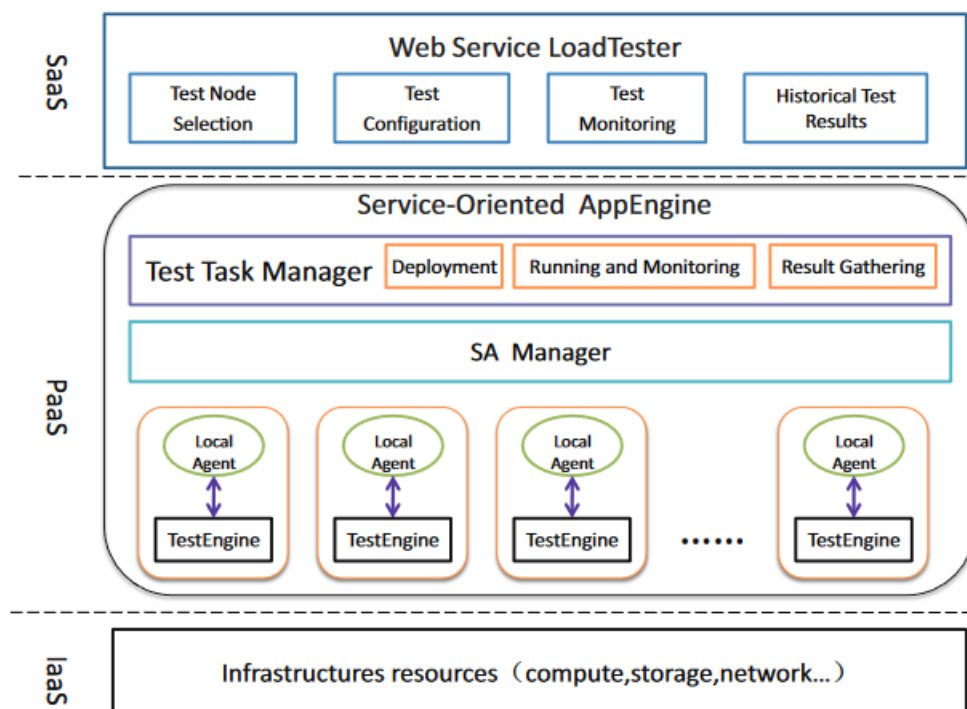 SaaS
Web Service LoadTester
Test Node
Selection
Test
Configuration
Test
Monitoring
Historical Test
Results
PaaS
Service-Oriented AppEngine
Test Task Manager
Deployment
Running and Monitoring
Result Gathering
SA Manager
Local
Agent
TestEngine
Local
Agent
TestEngine
Local
Agent
TestEngine
......
Local
Agent
TestEngine
IaaS
Infrastructures resources（compute,storage,network...）